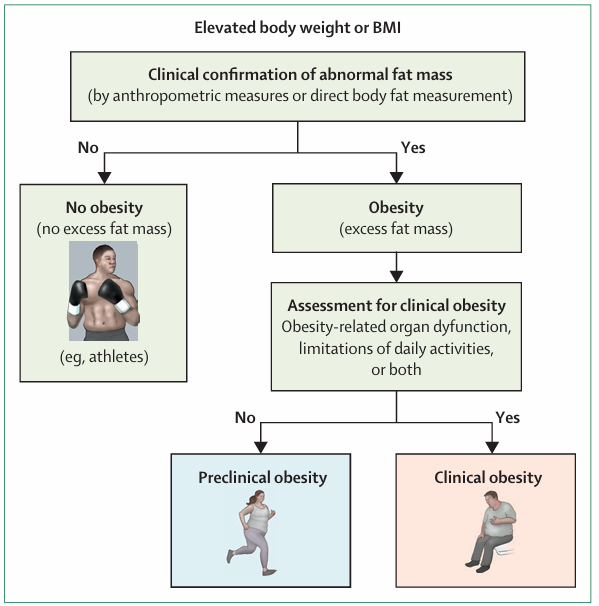 Elevated body weight or BMI
Clinical confirmation of abnormal fat mass
(by anthropometric measures or direct body fat measurement)
No
Yes
No obesity
(no excess fat mass)
(eg, athletes)
Obesity
(excess fat mass)
Assessment for clinical obesity
Obesity-related organ dyfunction,
limitations of daily activities,
or both
No
Yes
Preclinical obesity
Clinical obesity